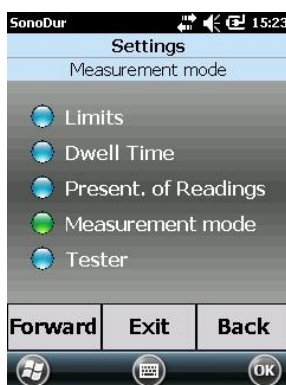 SonoDur 15:23
Settings
Measurement mode
Limits
Dwell Time
Present. of Readings
Measurement mode
Tester
Forward Exit Back
OK